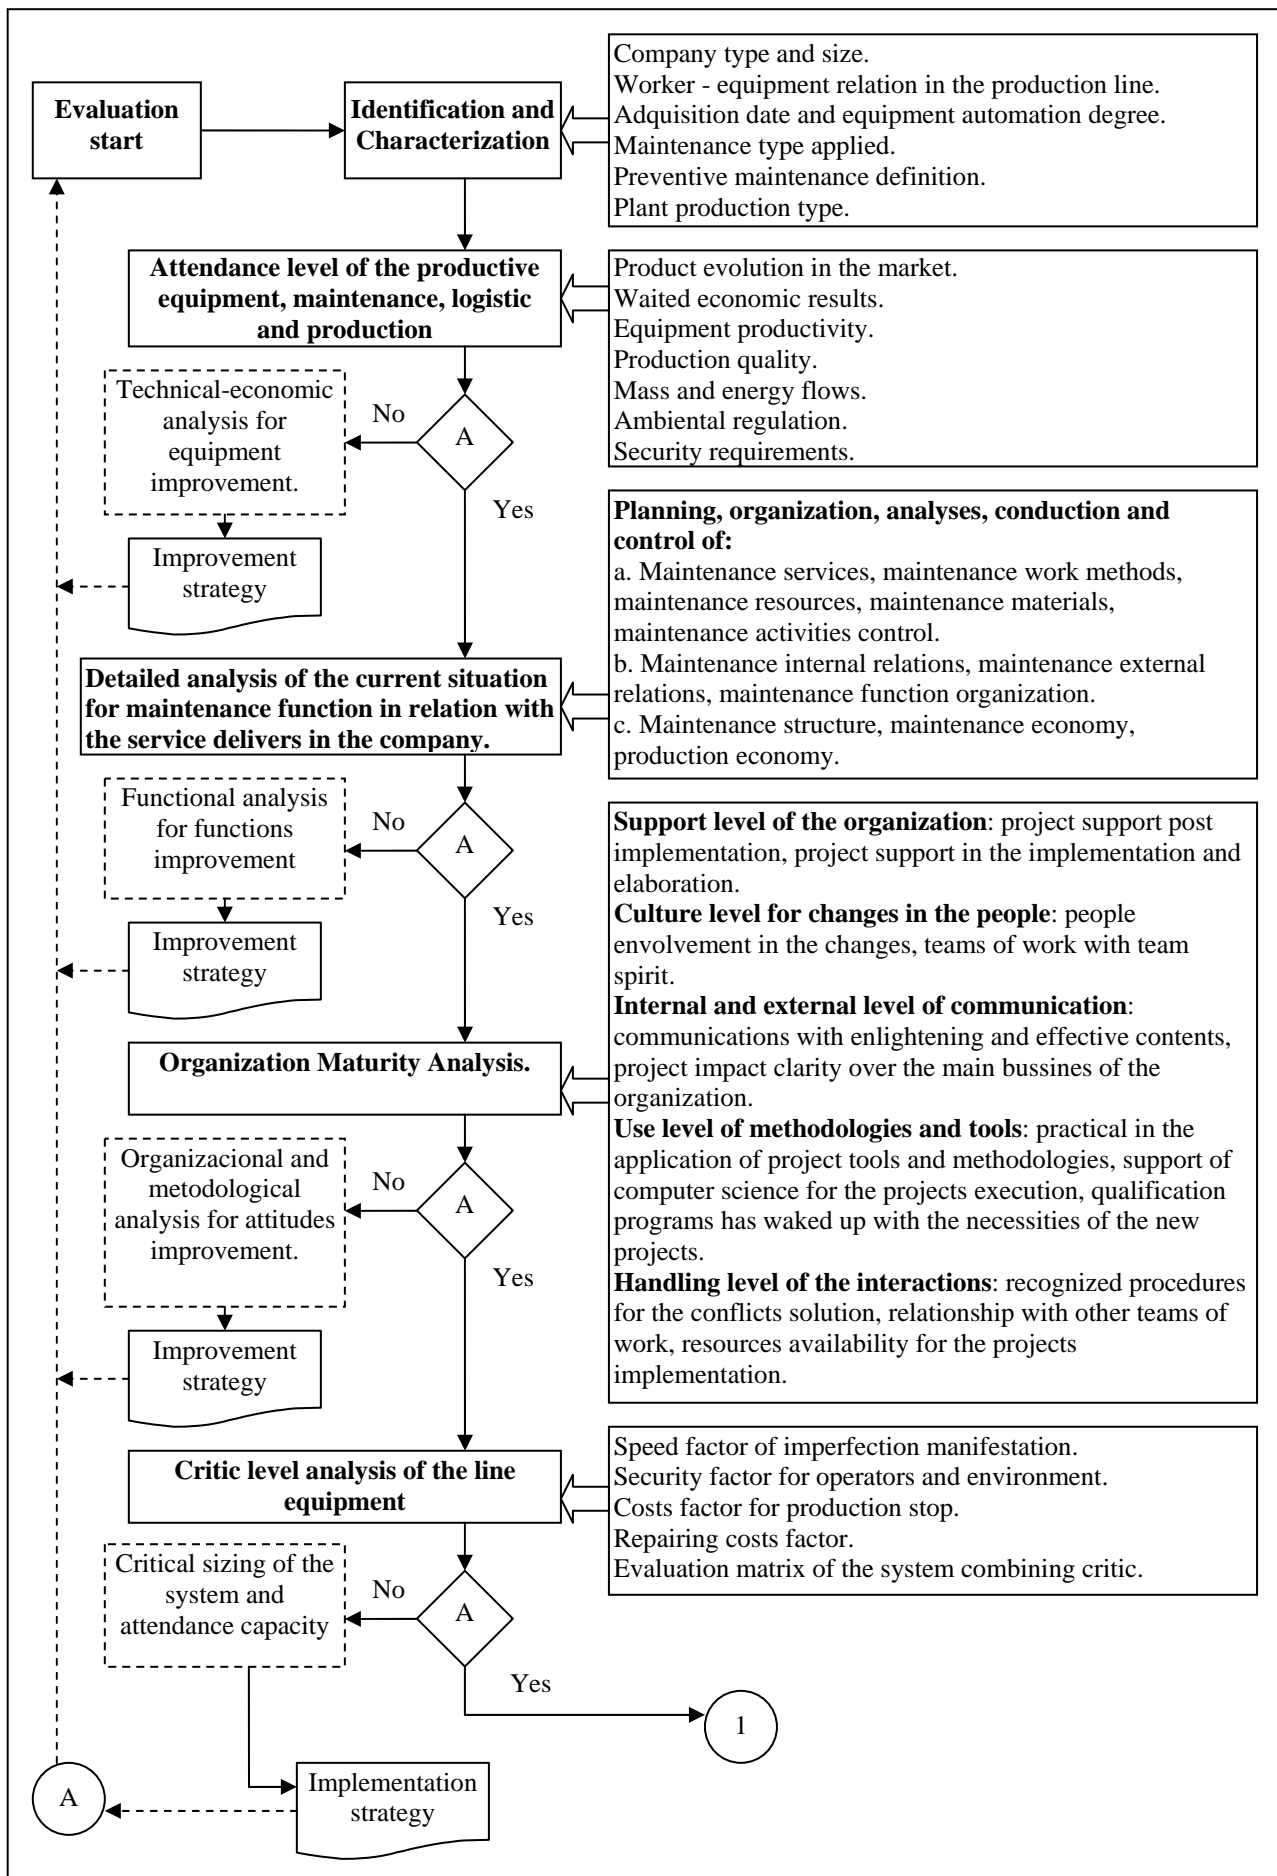 Evaluation
start
Identification and
Characterization
Company type and size.
Worker - equipment relation in the production line.
Adquisition date and equipment automation degree.
Maintenance type applied.
Preventive maintenance definition.
Plant production type.
Attendance level of the productive
equipment, maintenance, logistic
and production
Product evolution in the market.
Waited economic results.
Equipment productivity.
Production quality.
Mass and energy flows.
Ambiental regulation.
Security requirements.
Technical-economic
analysis for
equipment
improvement.
No
A
Yes
Improvement
strategy
Planning, organization, analyses, conduction and
control of:
a. Maintenance services, maintenance work methods,
maintenance resources, maintenance materials,
maintenance activities control.
b. Maintenance internal relations, maintenance external
relations, maintenance function organization.
c. Maintenance structure, maintenance economy,
production economy.
Detailed analysis of the current situation
for maintenance function in relation with
the service delivers in the company.
Functional analysis
for functions
improvement
No
A
Yes
Improvement
strategy
Support level of the organization: project support post
implementation, project support in the implementation and
elaboration.
Culture level for changes in the people: people
envolvement in the changes, teams of work with team
spirit.
Internal and external level of communication:
communications with enlightening and effective contents,
project impact clarity over the main bussines of the
organization.
Use level of methodologies and tools: practical in the
application of project tools and methodologies, support of
computer science for the projects execution, qualification
programs has waked up with the necessities of the new
projects.
Handling level of the interactions: recognized procedures
for the conflicts solution, relationship with other teams of
work, resources availability for the projects
implementation.
Organization Maturity Analysis.
Organizacional and
metodological
analysis for attitudes
improvement.
No
A
Yes
Improvement
strategy
Critic level analysis of the line
equipment
Speed factor of imperfection manifestation.
Security factor for operators and environment.
Costs factor for production stop.
Repairing costs factor.
Evaluation matrix of the system combining critic.
Critical sizing of the
system and
attendance capacity
No
A
Yes
1
A
Implementation
strategy